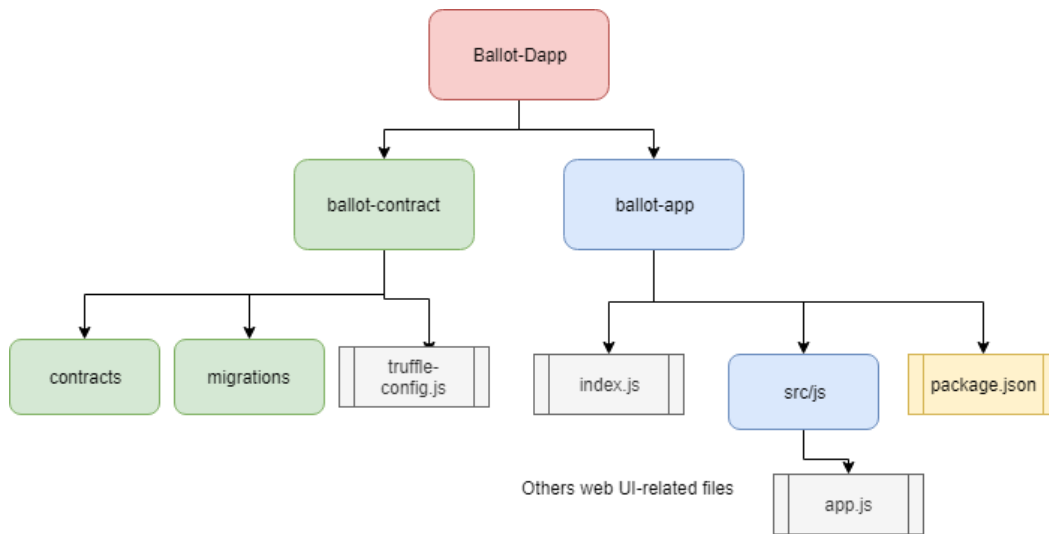 Ballot-Dapp
ballot-contract
ballot-app
contracts
migrations
truffle-
config.js
index.js
src/js
package.json
Others web UI-related files
app.js